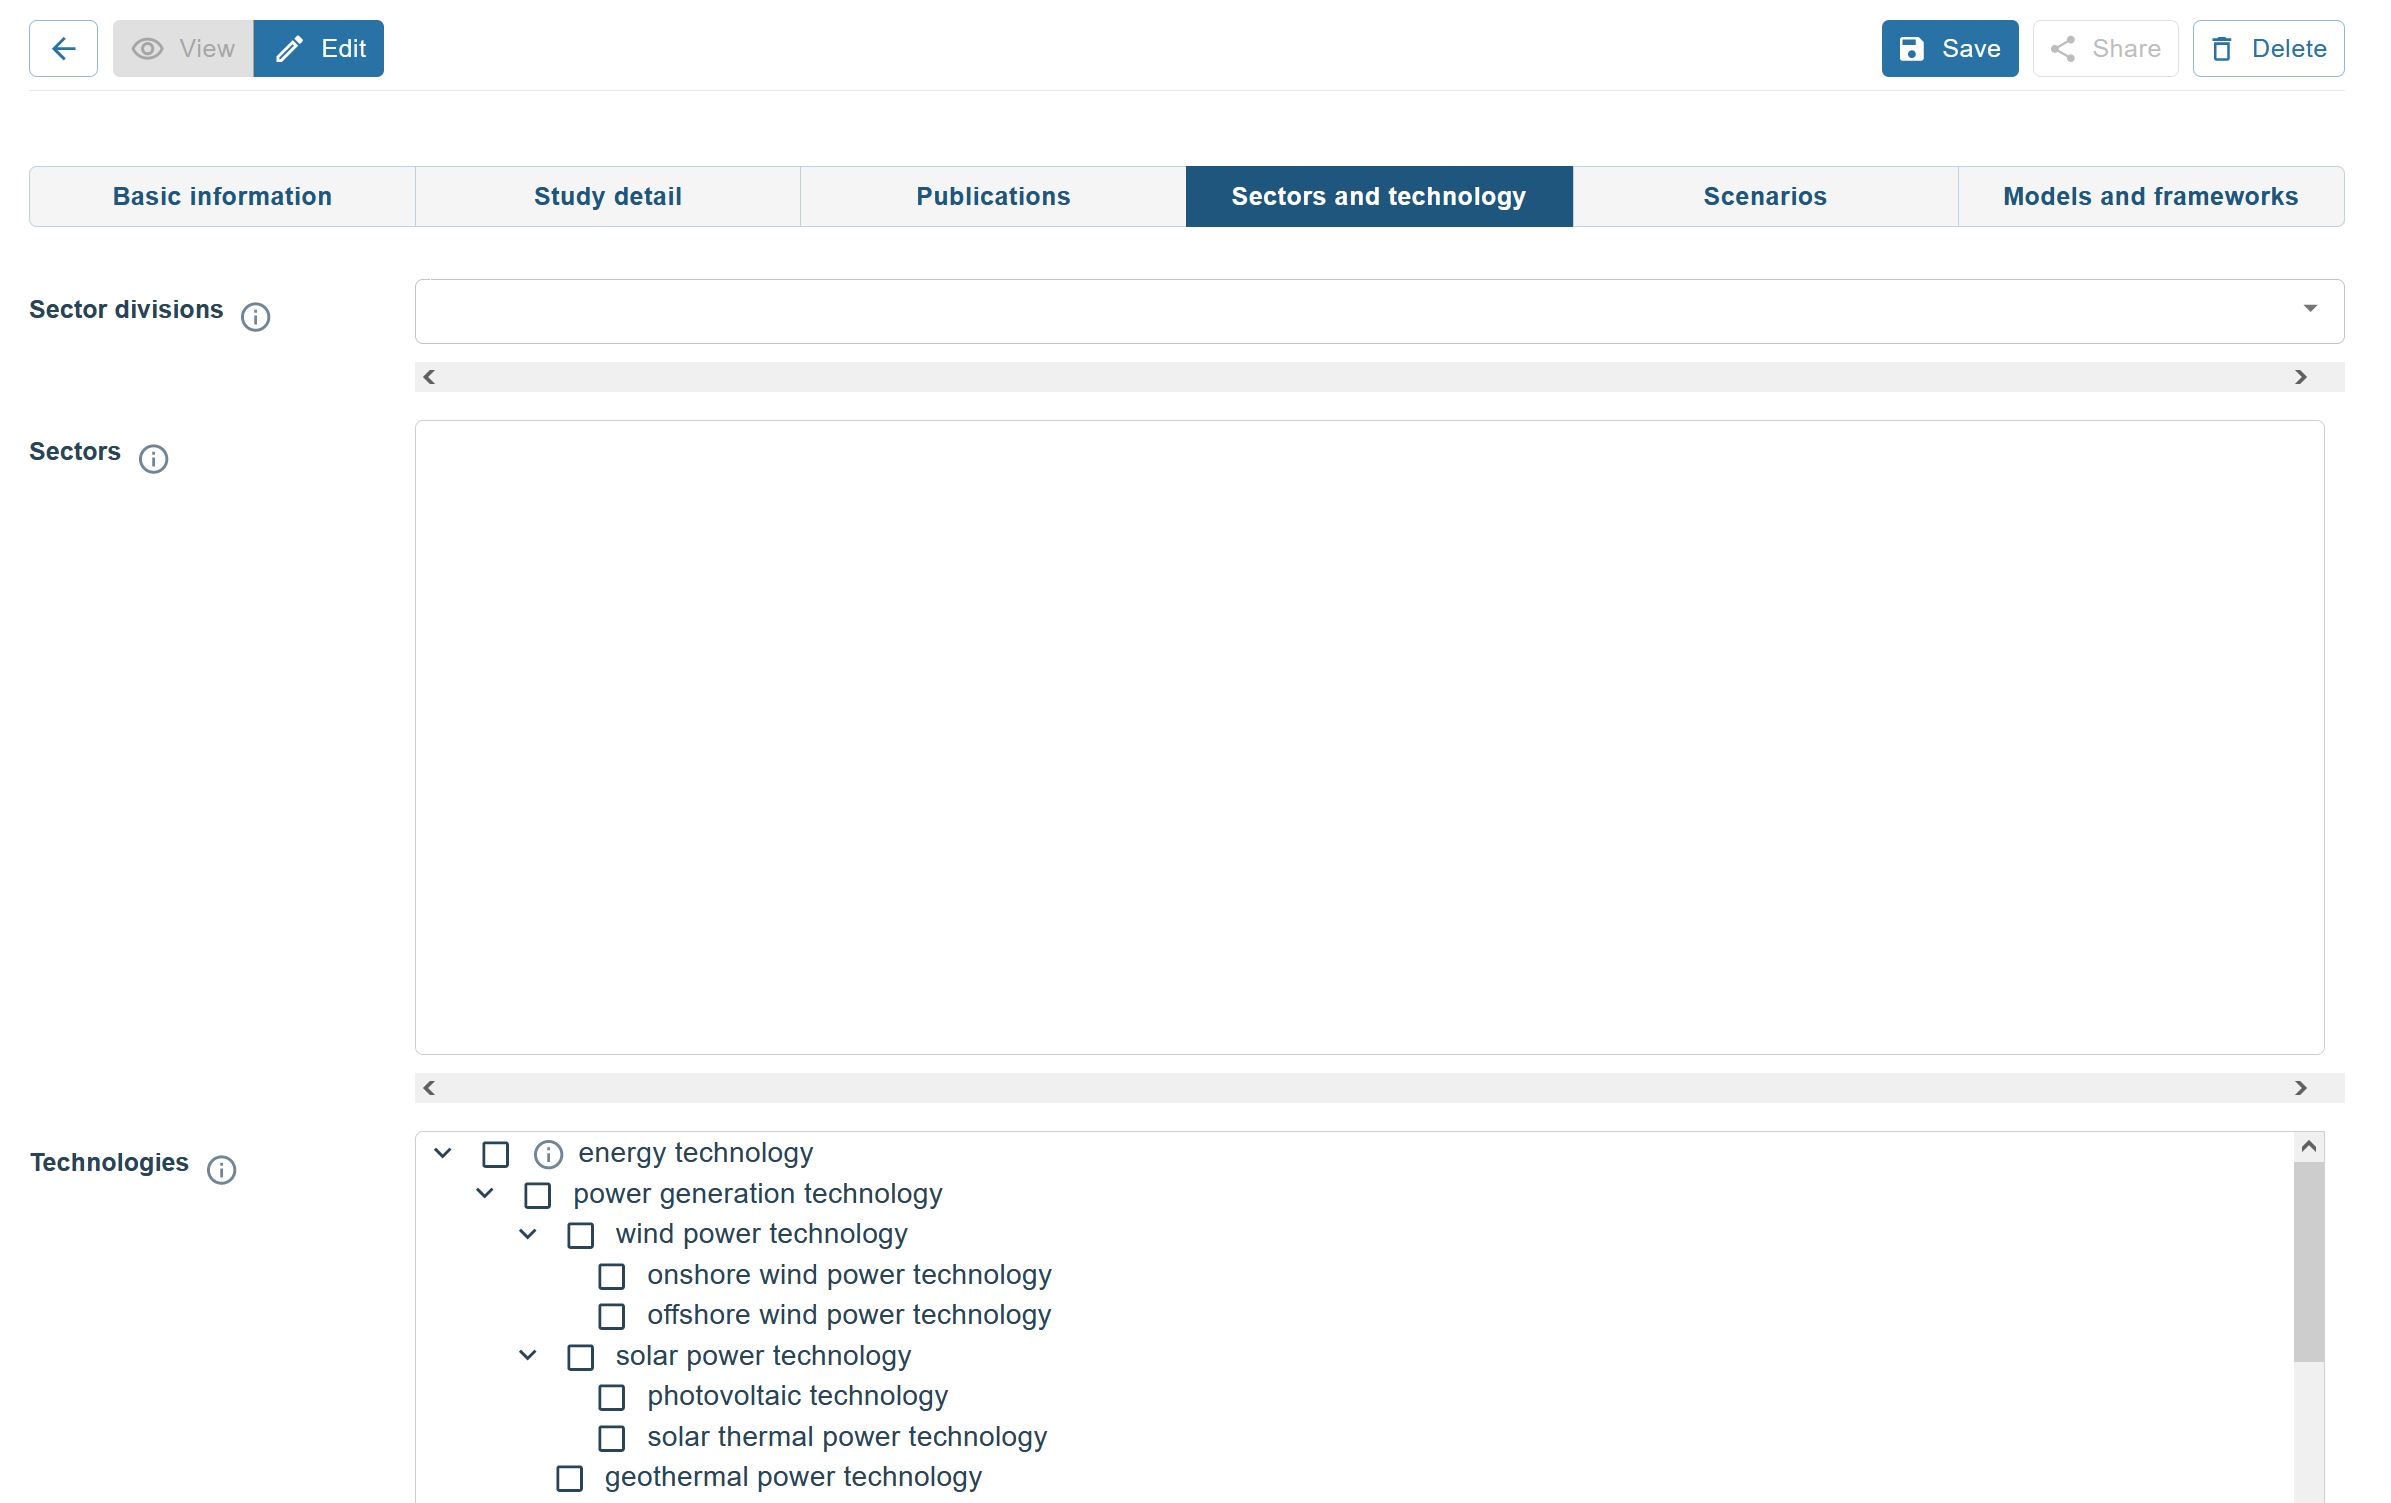 View Edit Save Share Delete
Basic information Study detail Publications Sectors and technology Scenarios Models and frameworks
Sector divisions
Sectors
Technologies
energy technology
power generation technology
wind power technology
onshore wind power technology
offshore wind power technology
solar power technology
photovoltaic technology
solar thermal power technology
geothermal power technology